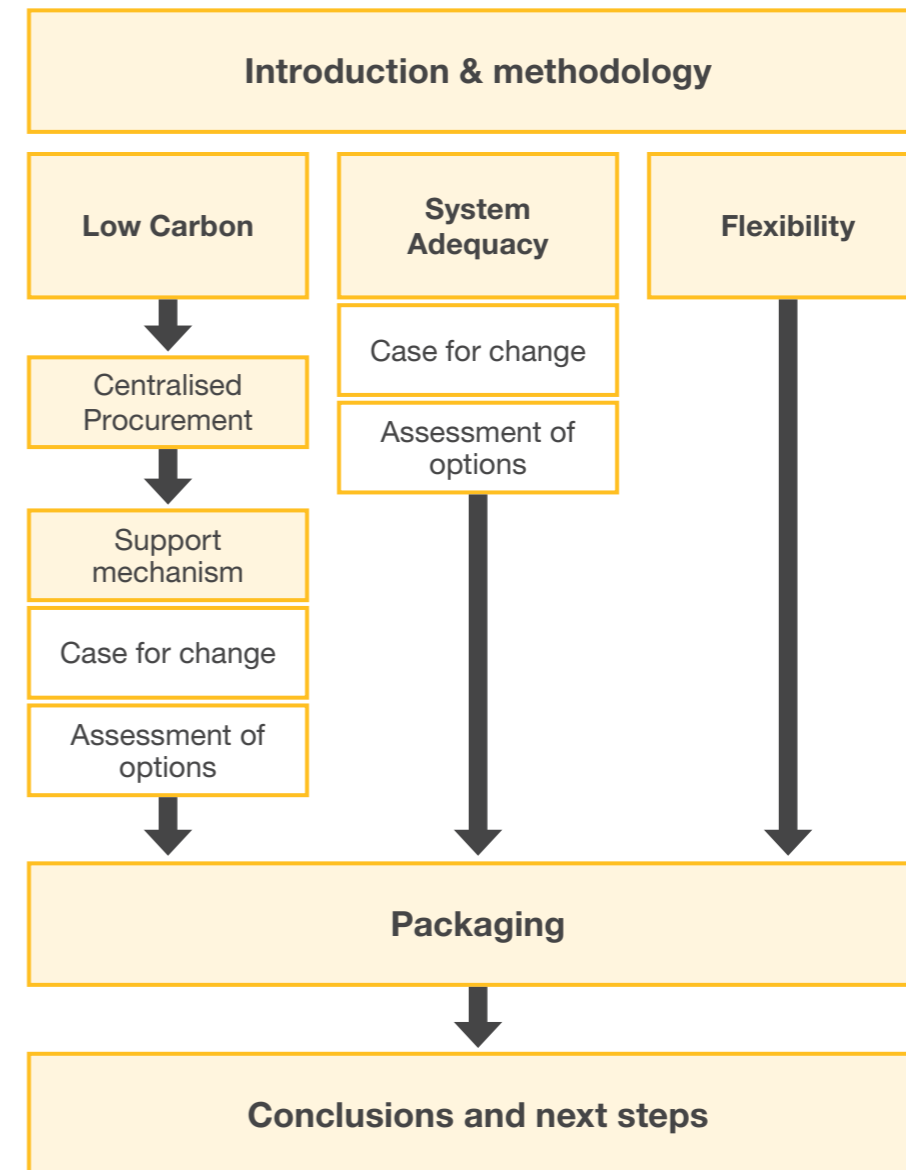 Introduction & methodology
Low Carbon
System
Adequacy
Flexibility
Case for change
Centralised
Procurement
Assessment of
options
Support
mechanism
Case for change
Assessment of
options
Packaging
Conclusions and next steps